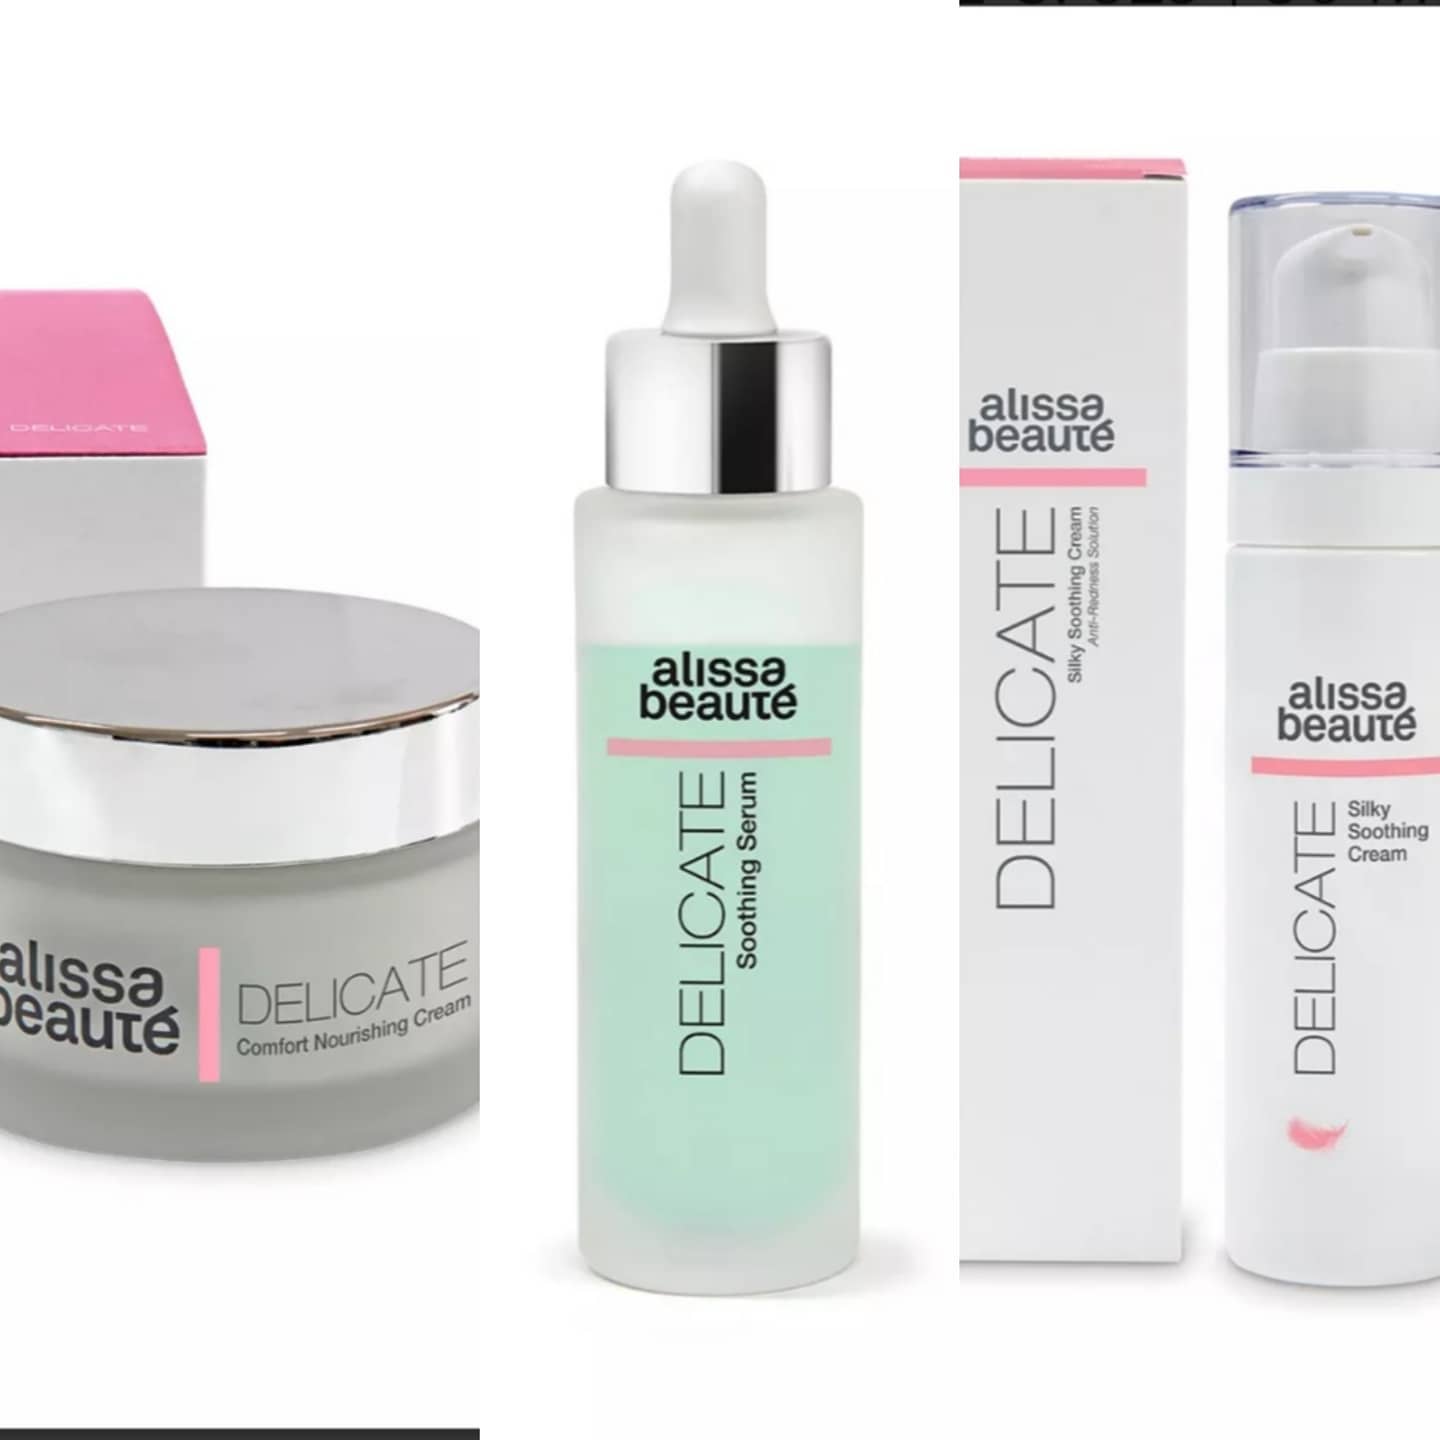 DELICATE
alissa
beauté
DELICATE
Comfort Nourishing Cream
alissa
beauté
DELICATE
Soothing Serum
alissa
beauté
DELICATE
Silky Soothing Cream
Anti-Redness Solution
alissa
beauté
DELICATE
Silky
Soothing
Cream